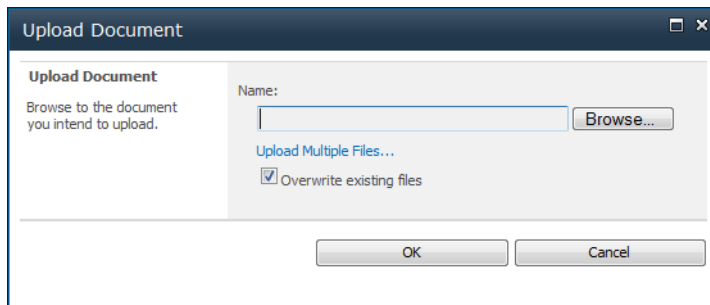 Upload Document
Upload Document
Browse to the document
you intend to upload.
Name:
Browse...
Upload Multiple Files...
Overwrite existing files
OK
Cancel